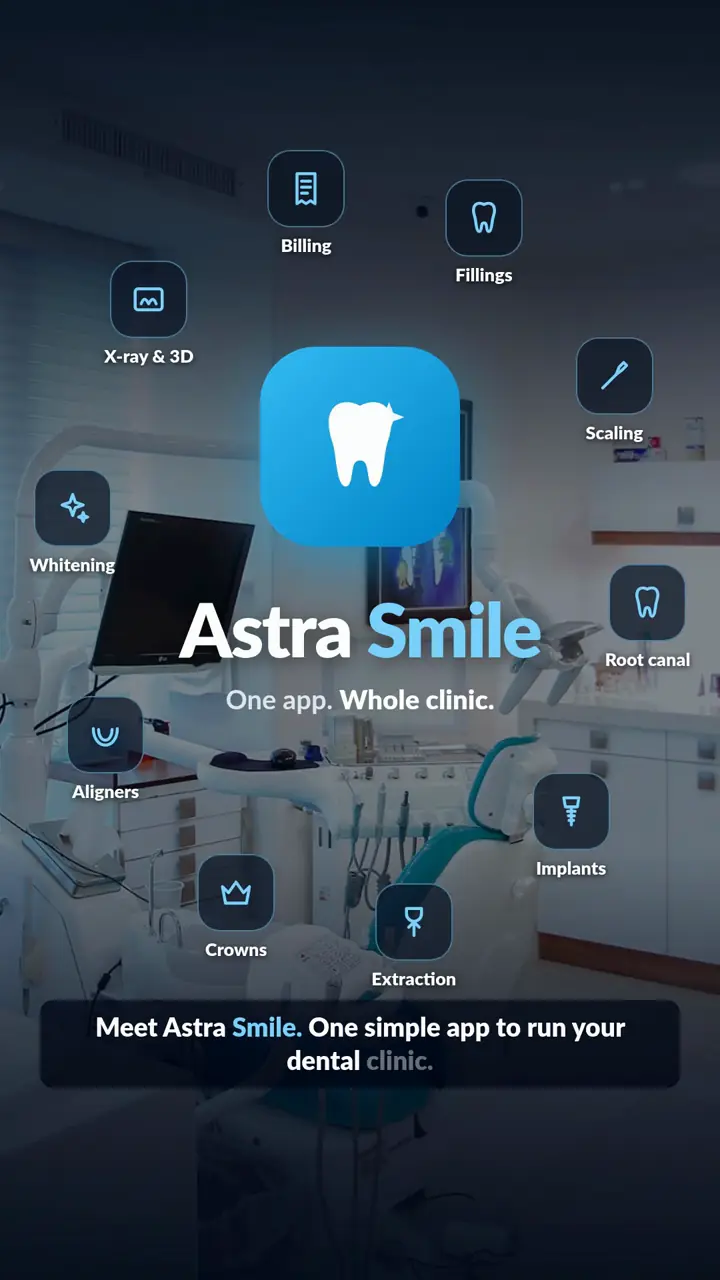 Billing
Fillings
X-ray & 3D
Scaling
Whitening
Astra Smile
Root canal
One app. Whole clinic.
Aligners
Implants
Crowns
Extraction
Meet Astra Smile. One simple app to run your
dental clinic.